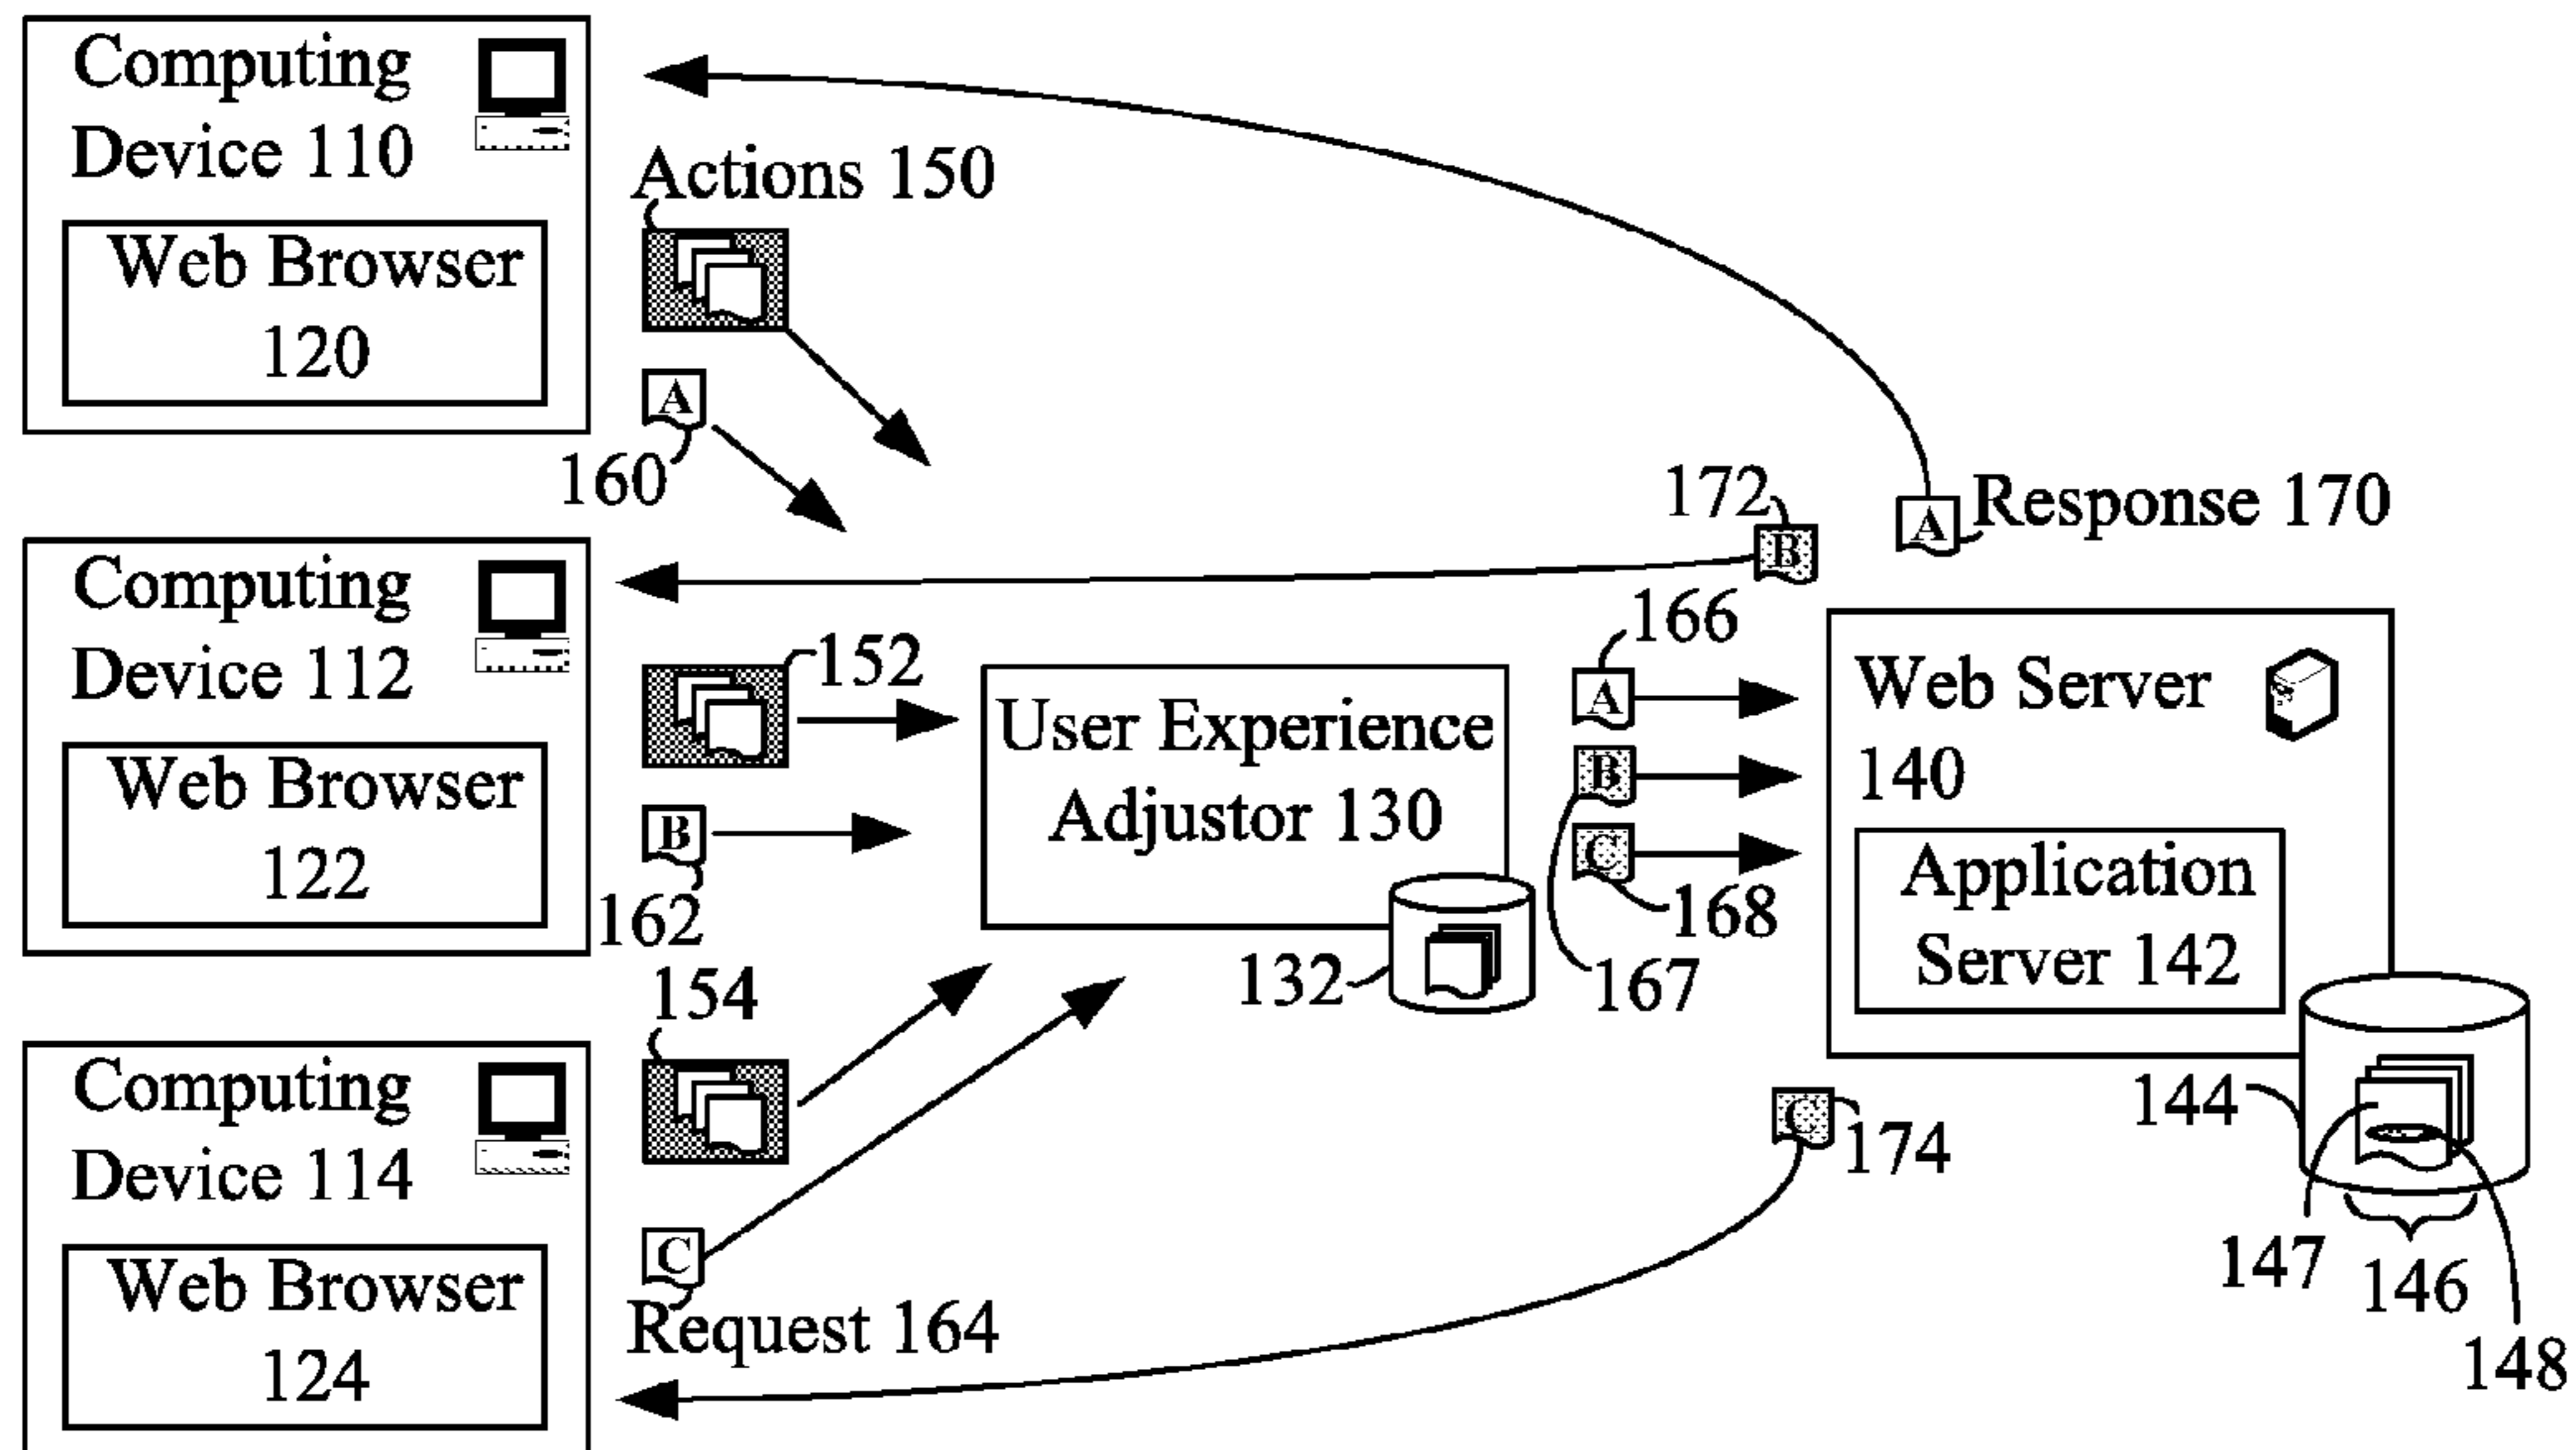 Computing
Device 110
Web Browser
120
Actions 150
A
160
Computing
Device 112
Web Browser
122
152
B
162
Computing
Device 114
Web Browser
124
154
C
Request 164
User Experience
Adjustor 130
132
172
B
A
Response 170
166
A
B
C
168
167
Web Server
140
Application
Server 142
144
C
174
147
146
148